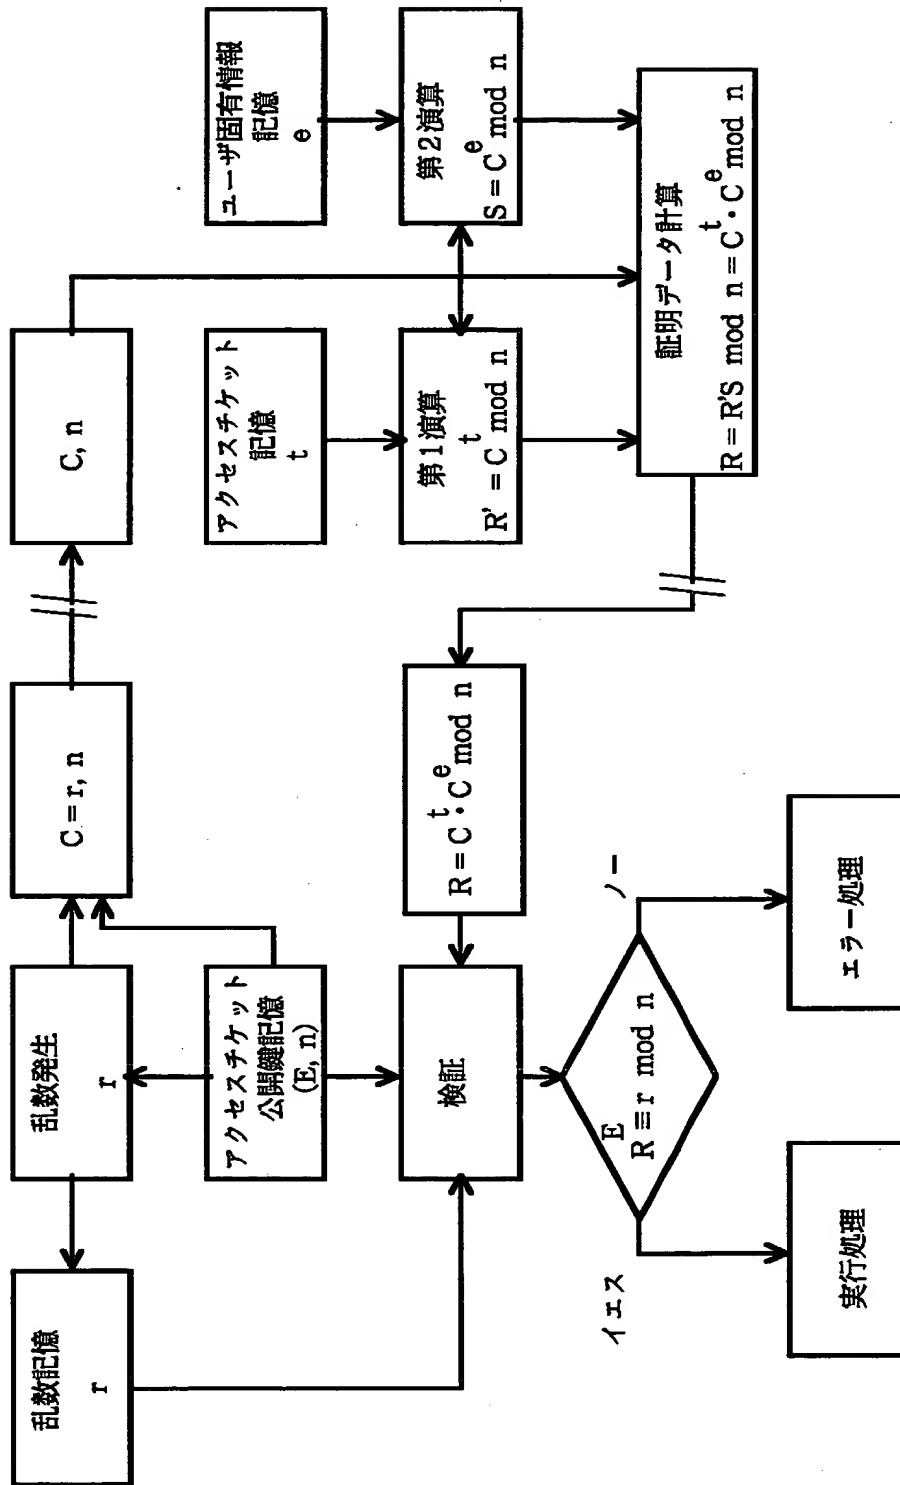 乱数記憶
r
乱数発生
r
C=r, n
C, n
アクセスチケット
公開鍵記憶
(E, n)
アクセスチケット
記憶
t
ユーザ固有情報
記憶
e
検証
R=C^t・C^e mod n
第1演算
R'=C^t mod n
第2演算
S=C^e mod n
R^E≡r mod n
イエス
ノー
証明データ計算
R=R'S mod n=C^t・C^e mod n
実行処理
エラー処理